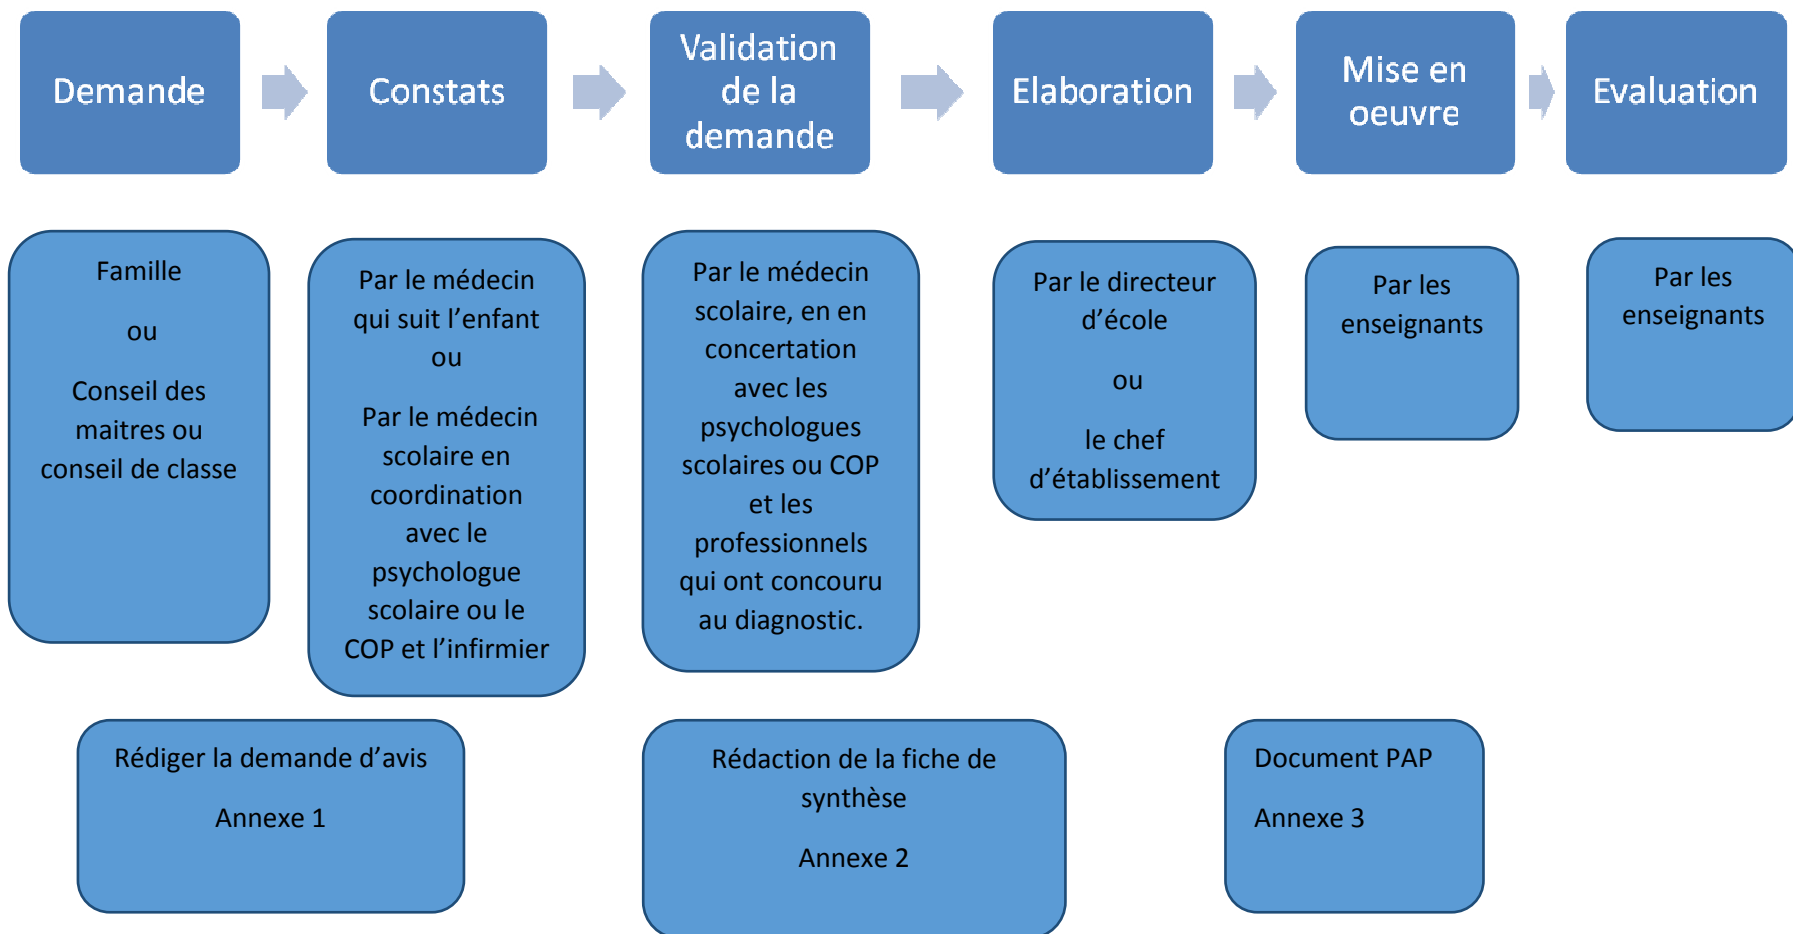 Demande
Constats
Validation
de la
demande
Elaboration
Mise en
oeuvre
Evaluation
Famille
ou
Conseil des
maitres ou
conseil de classe
Par le médecin
qui suit l’enfant
ou
Par le médecin
scolaire en
coordination
avec le
psychologue
scolaire ou le
COP et l’infirmier
Par le médecin
scolaire, en en
concertation
avec les
psychologues
scolaires ou COP
et les
professionnels
qui ont concouru
au diagnostic.
Par le directeur
d’école
ou
le chef
d’établissement
Par les
enseignants
Par les
enseignants
Rédiger la demande d’avis
Annexe 1
Rédaction de la fiche de
synthèse
Annexe 2
Document PAP
Annexe 3